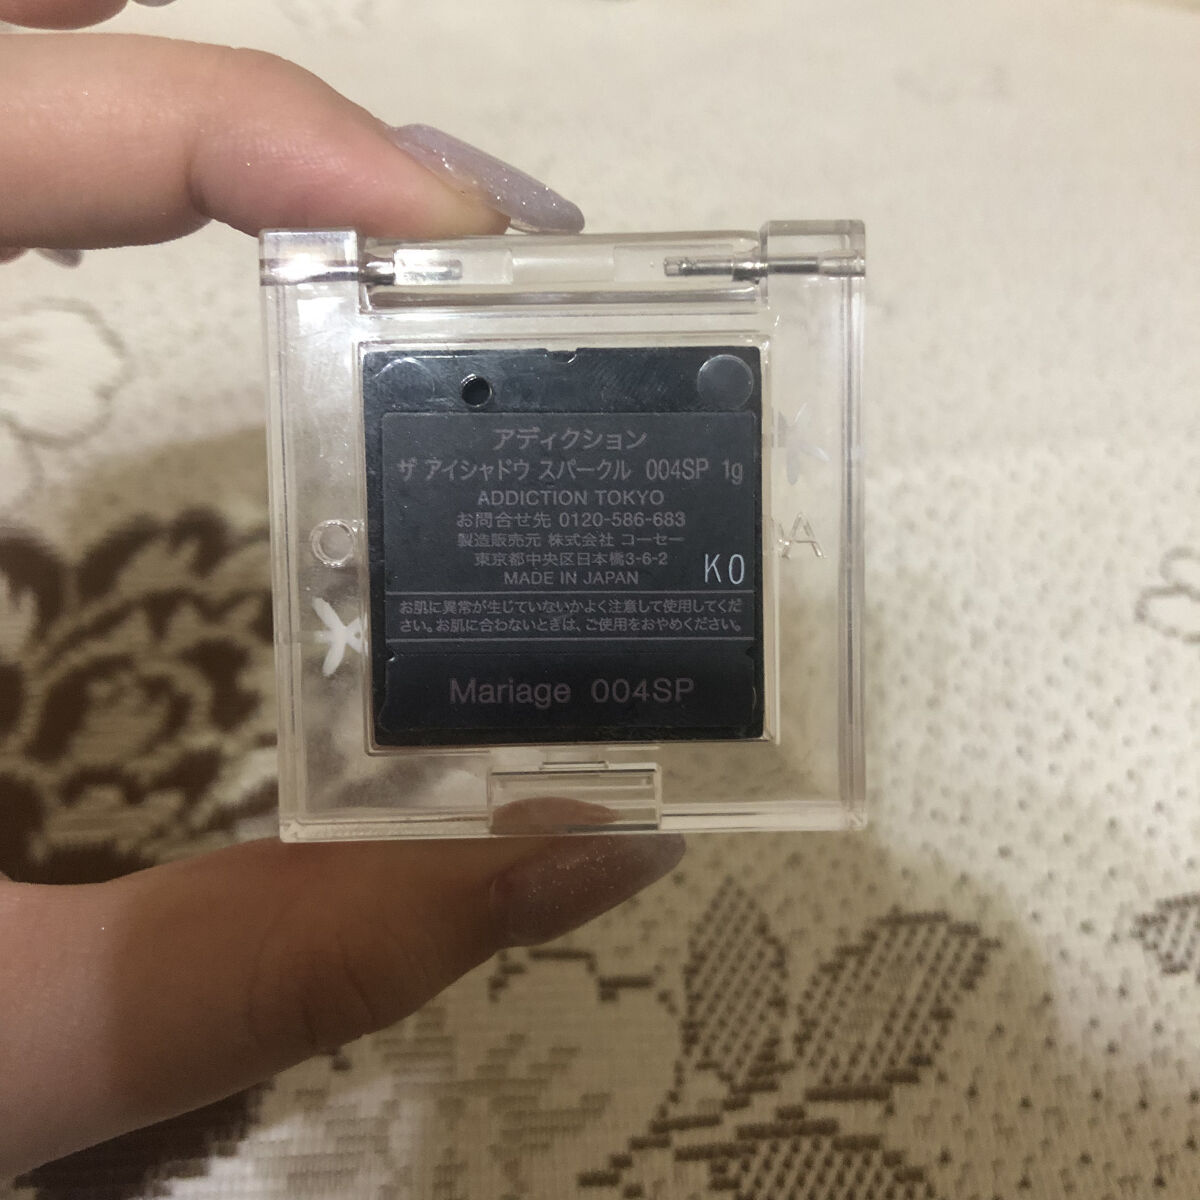 アディクション
ザ アイシャドウ スパークル 004SP 1g
ADDICTION TOKYO
お問合せ先 0120-586-683
製造販売元 株式会社 コーセー
東京都中央区日本橋3-6-2
MADE IN JAPAN
K0
お肌に異常が生じていないかよく注意して使用してくだ
さい。お肌に合わないときは、ご使用をおやめください。
Mariage 004SP